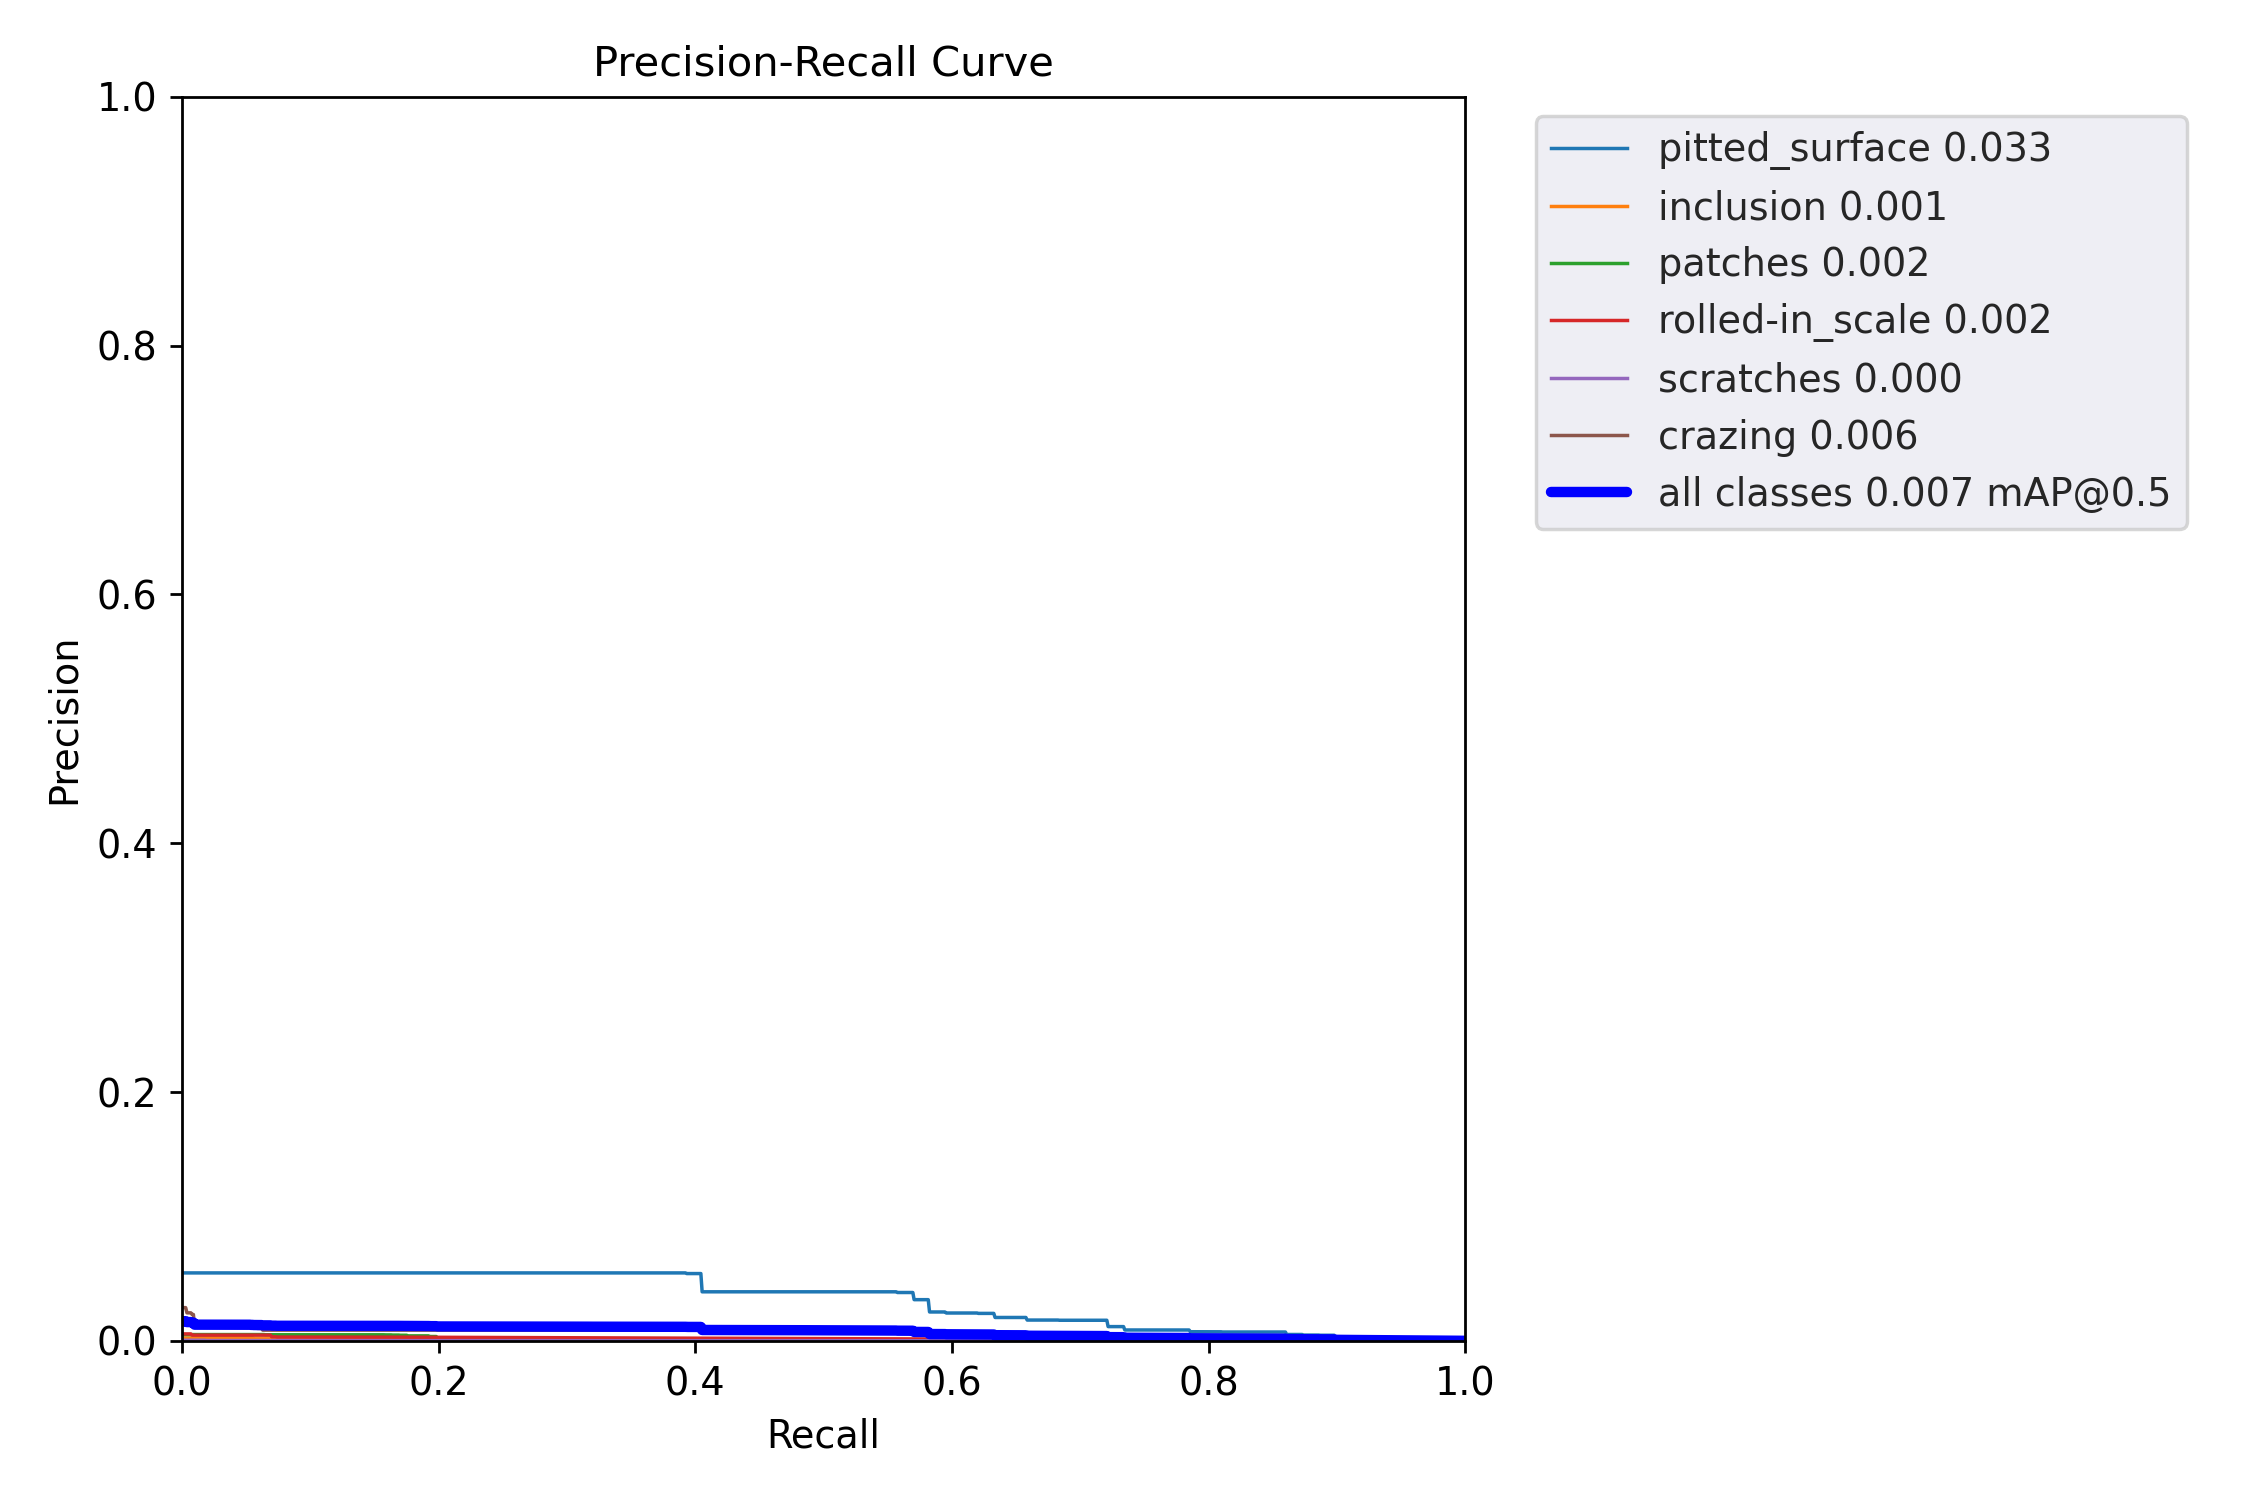 Precision-Recall Curve
1.0
0.8
0.6
0.4
0.2
0.0
Precision
0.0 0.2 0.4 0.6 0.8 1.0
Recall
pitted_surface 0.033
inclusion 0.001
patches 0.002
rolled-in_scale 0.002
scratches 0.000
crazing 0.006
all classes 0.007 mAP@0.5